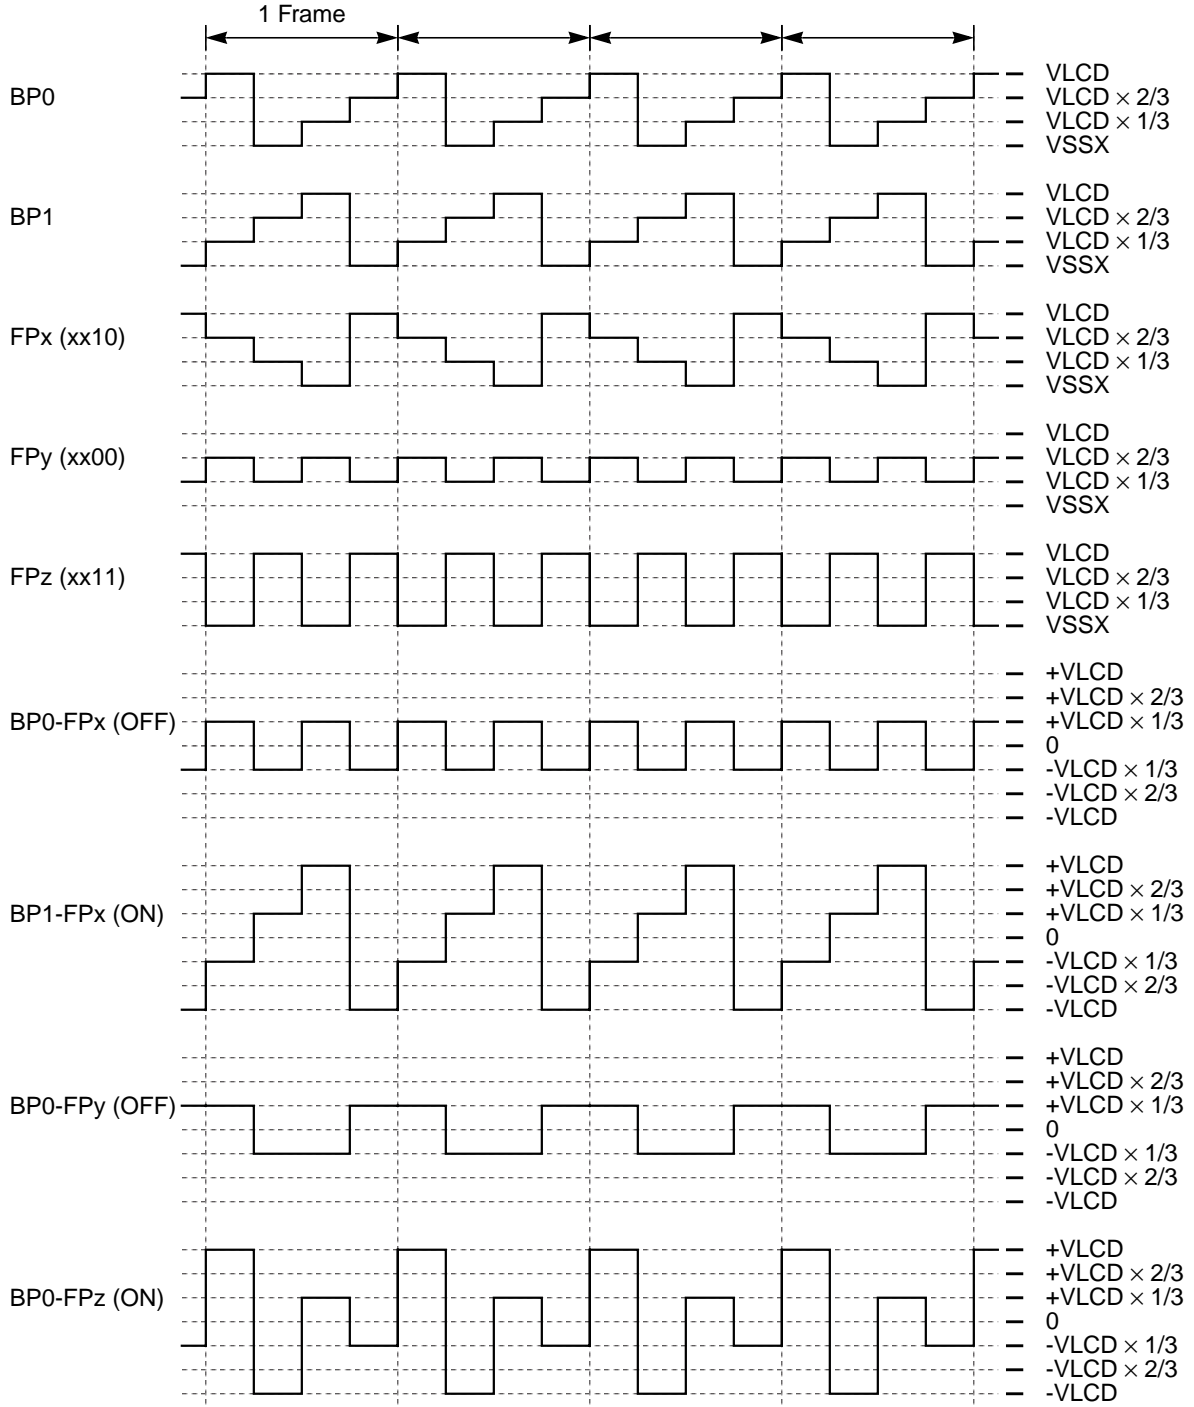 1 Frame
BP0
VLCD
VLCD × 2/3
VLCD × 1/3
VSSX
BP1
VLCD
VLCD × 2/3
VLCD × 1/3
VSSX
FPx (xx10)
VLCD
VLCD × 2/3
VLCD × 1/3
VSSX
FPy (xx00)
VLCD
VLCD × 2/3
VLCD × 1/3
VSSX
FPz (xx11)
VLCD
VLCD × 2/3
VLCD × 1/3
VSSX
BP0-FPx (OFF)
+VLCD
+VLCD × 2/3
+VLCD × 1/3
0
-VLCD × 1/3
-VLCD × 2/3
-VLCD
BP1-FPx (ON)
+VLCD
+VLCD × 2/3
+VLCD × 1/3
0
-VLCD × 1/3
-VLCD × 2/3
-VLCD
BP0-FPy (OFF)
+VLCD
+VLCD × 2/3
+VLCD × 1/3
0
-VLCD × 1/3
-VLCD × 2/3
-VLCD
BP0-FPz (ON)
+VLCD
+VLCD × 2/3
+VLCD × 1/3
0
-VLCD × 1/3
-VLCD × 2/3
-VLCD